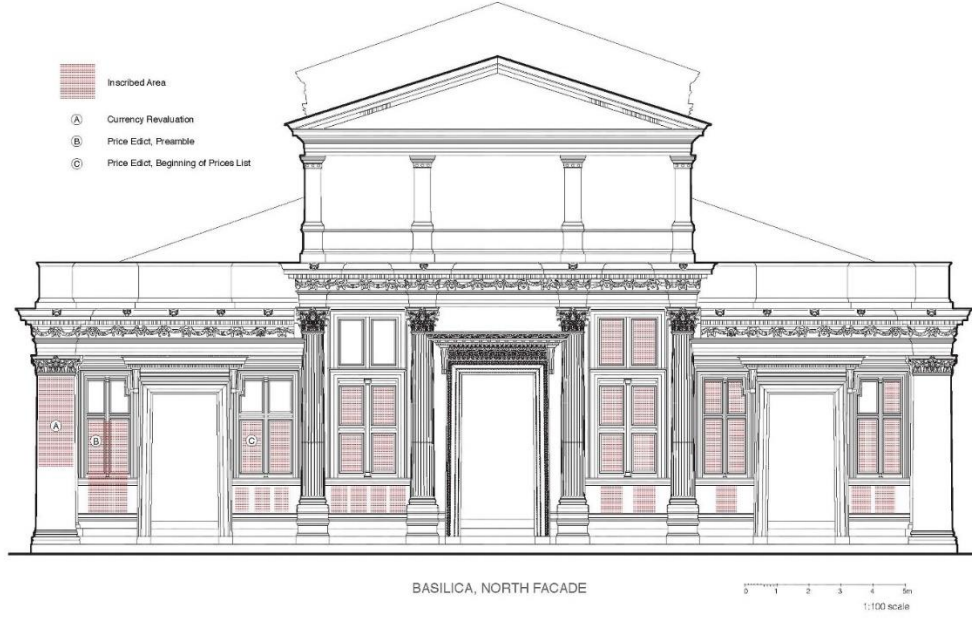 Inscribed Area
A Currency Revaluation
B Price Edict, Preamble
C Price Edict, Beginning of Prices List
A
B
C
BASILICA, NORTH FACADE
0 1 2 3 4 5m
1:100 scale